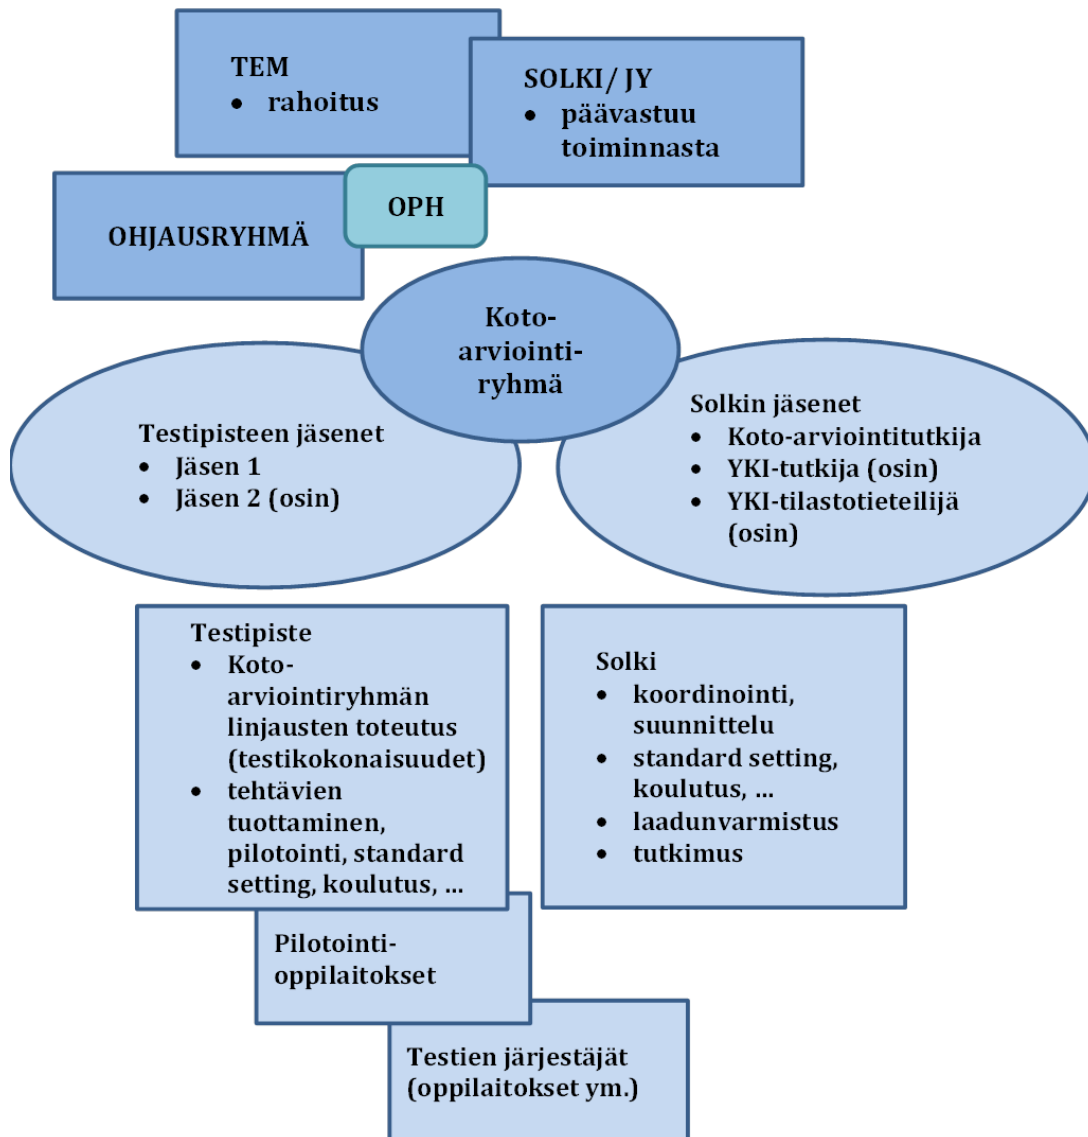 TEM
• rahoitus
SOLKI/ JY
• päävastuu
toiminnasta
OPH
OHJAUSRYHMÄ
Koto-
arviointi-
ryhmä
Testipisteen jäsenet
• Jäsen 1
• Jäsen 2 (osin)
Solkin jäsenet
• Koto-arviointitutkija
• YKI-tutkija (osin)
• YKI-tilastotieteilijä
(osin)
Testipiste
• Koto-
arviointiryhmän
linjausten toteutus
(testikokonaisuudet)
• tehtävien
tuottaminen,
pilotointi, standard
setting, koulutus, ...
Solki
• koordinointi,
suunnittelu
• standard setting,
koulutus, ...
• laadunvarmistus
• tutkimus
Pilotointi-
oppilaitokset
Testien järjestäjät
(oppilaitokset ym.)